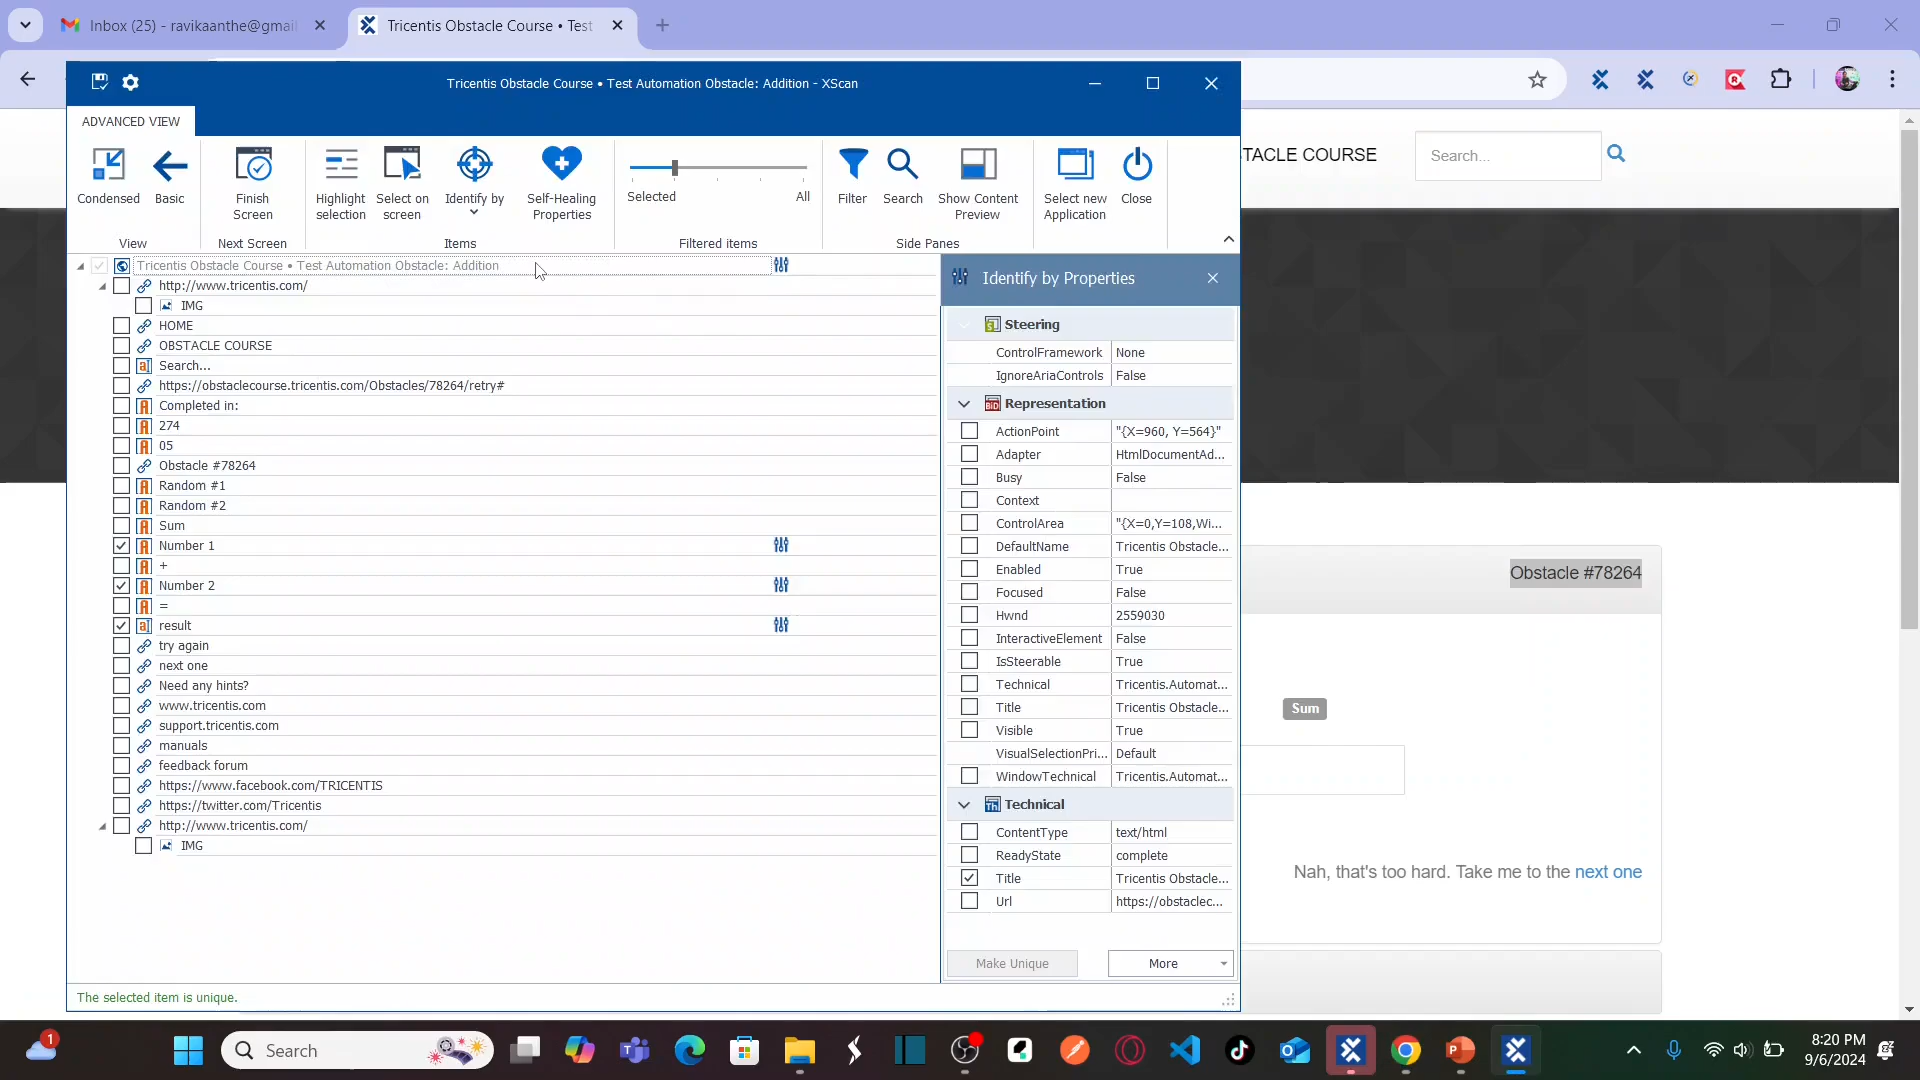 Inbox (25) - ravikaanthe@gmai
Tricentis Obstacle Course • Test
Tricentis Obstacle Course • Test Automation Obstacle: Addition - XScan
ADVANCED VIEW
Condensed
Basic
Finish Screen
Highlight selection
Select on screen
Identify by
Self-Healing Properties
Selected
All
Filter
Search
Show Content Preview
Select new Application
Close
View
Next Screen
Items
Filtered items
Side Panes
TACLE COURSE
Search...
Tricentis Obstacle Course • Test Automation Obstacle: Addition
http://www.tricentis.com/
IMG
HOME
OBSTACLE COURSE
Search...
https://obstaclecourse.tricentis.com/Obstacles/78264/retry#
Completed in:
274
05
Obstacle #78264
Random #1
Random #2
Sum
Number 1
+
Number 2
=
result
try again
next one
Need any hints?
www.tricentis.com
support.tricentis.com
manuals
feedback forum
https://www.facebook.com/TRICENTIS
https://twitter.com/Tricentis
http://www.tricentis.com/
IMG
Identify by Properties
Steering
ControlFramework None
IgnoreAriaControls False
Representation
ActionPoint "{X=960, Y=564}"
Adapter HtmlDocumentAd...
Busy False
Context
ControlArea "{X=0,Y=108,Wi...
DefaultName Tricentis Obstacle...
Enabled True
Focused False
Hwnd 2559030
InteractiveElement False
IsSteerable True
Technical Tricentis.Automat...
Title Tricentis Obstacle...
Visible True
VisualSelectionPri... Default
WindowTechnical Tricentis.Automat...
Technical
ContentType text/html
ReadyState complete
Title Tricentis Obstacle...
Url https://obstaclec...
Make Unique
More
The selected item is unique.
Obstacle #78264
Sum
Nah, that's too hard. Take me to the next one
1
Search
8:20 PM
9/6/2024